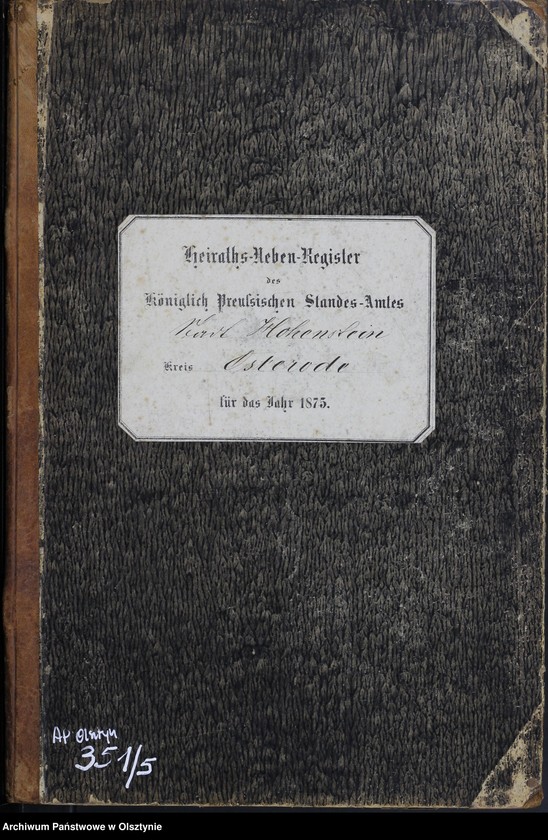 Heiraths-Neben-Register
des
Königlich Preußischen Standes-Amtes
Hohenstein
Kreis Osterode
für das Jahr 1875.
AP Olsztyn
351/5
Archiwum Państwowe w Olsztynie